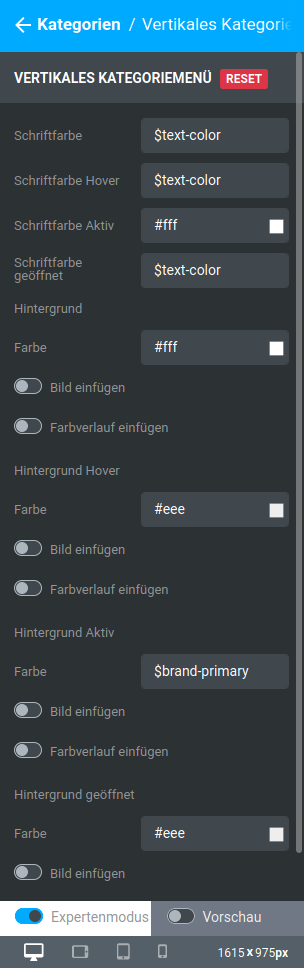 Kategorien / Vertikales Kategorie
VERTIKALES KATEGORIEMENÜ RESET
Schriftfarbe $text-color
Schriftfarbe Hover $text-color
Schriftfarbe Aktiv #fff
Schriftfarbe
geöffnet $text-color
Hintergrund
Farbe #fff
Bild einfügen
Farbverlauf einfügen
Hintergrund Hover
Farbe #eee
Bild einfügen
Farbverlauf einfügen
Hintergrund Aktiv
Farbe $brand-primary
Bild einfügen
Farbverlauf einfügen
Hintergrund geöffnet
Farbe #eee
Bild einfügen
Expertenmodus Vorschau
1615 x 975px